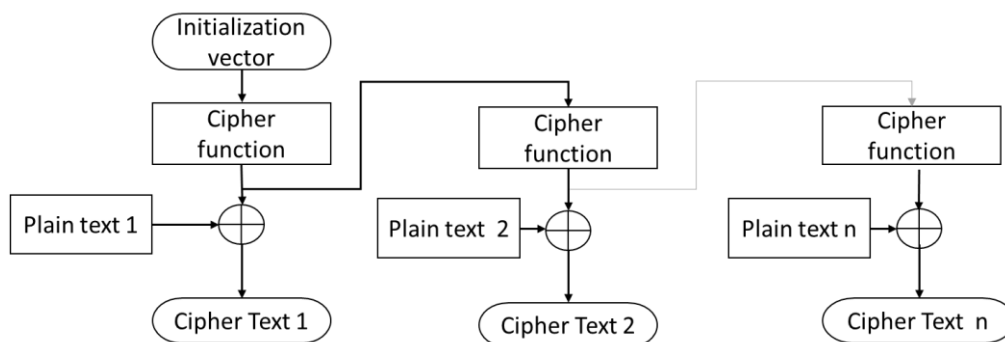 Initialization
vector
Cipher
function
Cipher
function
Cipher
function
Plain text 1
Plain text 2
Plain text n
Cipher Text 1
Cipher Text 2
Cipher Text n